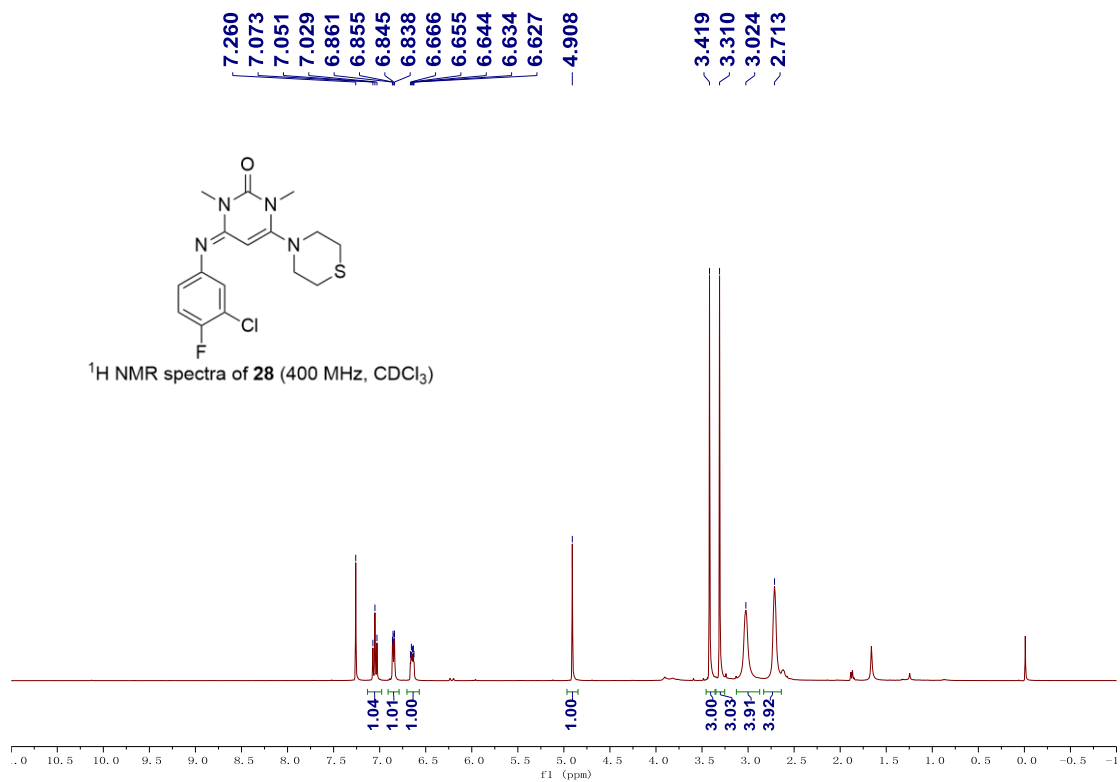 7.260
7.073
7.051
7.029
6.861
6.855
6.845
6.838
6.666
6.655
6.644
6.634
6.627
4.908
3.419
3.310
3.024
2.713
O
N N
N N
S
Cl
F
¹H NMR spectra of 28 (400 MHz, CDCl₃)
1.04
1.01
1.00
1.00
3.00
3.03
3.91
3.92
.0 10.5 10.0 9.5 9.0 8.5 8.0 7.5 7.0 6.5 6.0 5.5 5.0 4.5 4.0 3.5 3.0 2.5 2.0 1.5 1.0 0.5 0.0 -0.5 -1
f1 (ppm)